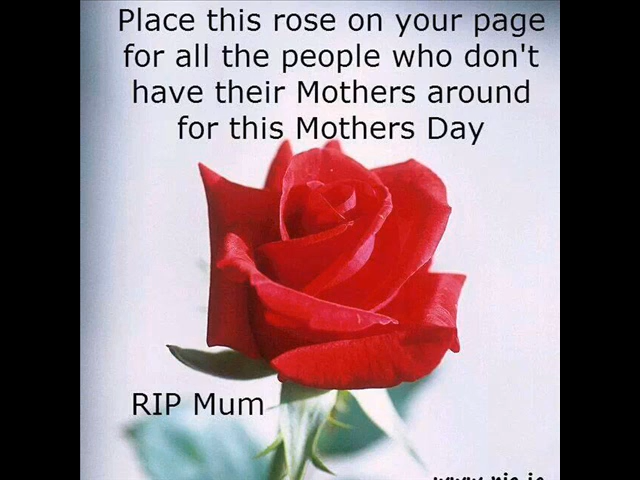 Place this rose on your page
for all the people who don't
have their Mothers around
for this Mothers Day
RIP Mum